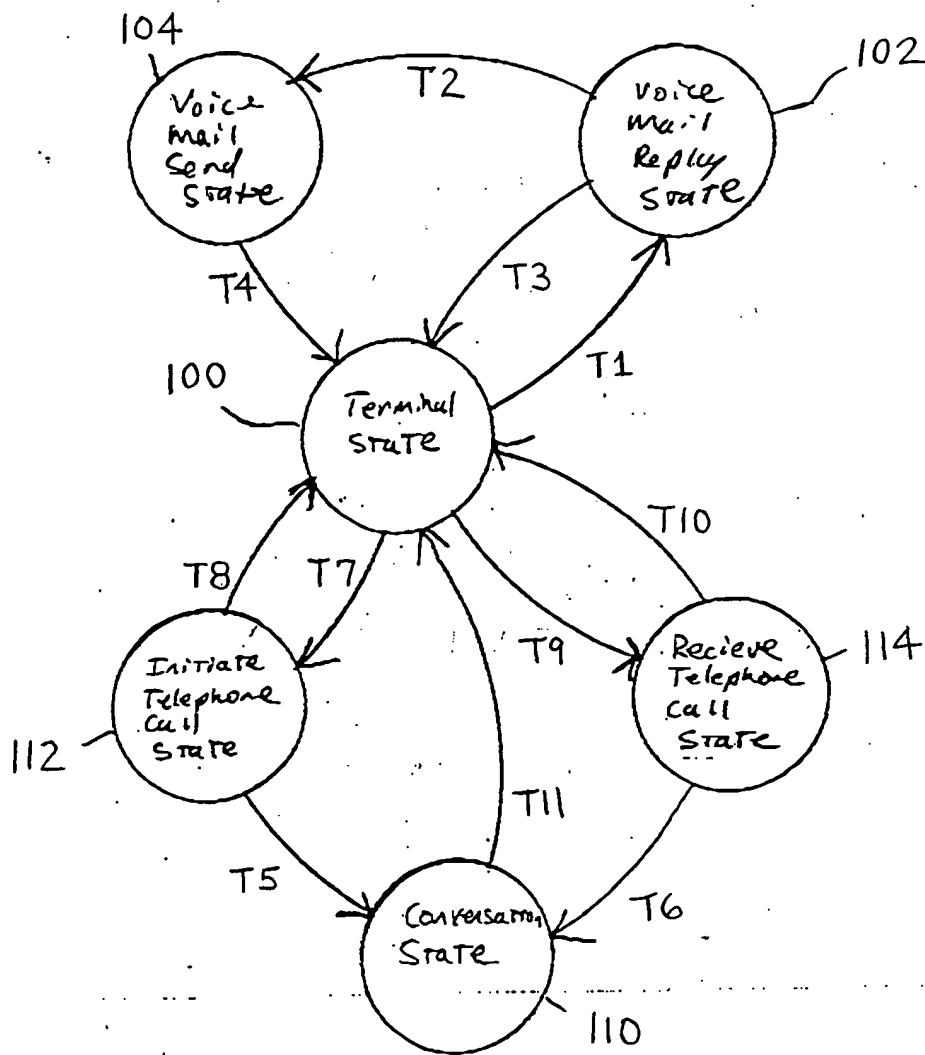 104
102
Voice
mail
Send
State
T2
Voice
Mail
Replay
State
T4
T3
T1
100
Terminal
State
T8
T7
T10
T9
Initiate
Telephone
Call
State
112
Recieve
Telephone
Call
State
114
T5
T11
T6
Conversation
State
110